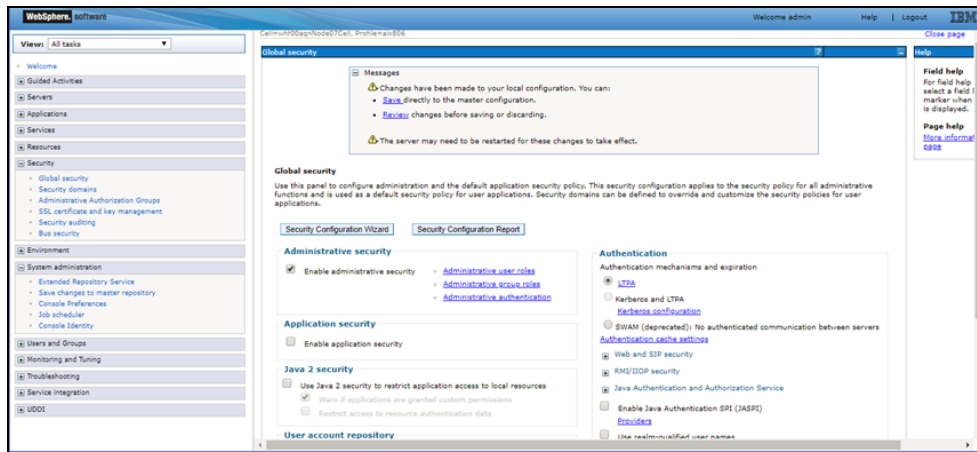 WebSphere. software
Welcome admin
Help
Logout
IBM
View: All tasks
Welcome
Guided Activities
Servers
Applications
Services
Resources
Security
Global security
Security domains
Administrative Authorization Groups
SSL certificate and key management
Security auditing
Bus security
Environment
System administration
Extended Repository Service
Save changes to master repository
Console Preferences
Job scheduler
Console Identity
Users and Groups
Monitoring and Tuning
Troubleshooting
Service integration
UDDI
Close page
Global security
?
Messages
Changes have been made to your local configuration. You can:
Save directly to the master configuration.
Review changes before saving or discarding.
The server may need to be restarted for these changes to take effect.
Global security
Use this panel to configure administration and the default application security policy. This security configuration applies to the security policy for all administrative
functions and is used as a default security policy for user applications. Security domains can be defined to override and customize the security policies for user
applications.
Security Configuration Wizard
Security Configuration Report
Administrative security
Enable administrative security
Administrative user roles
Administrative group roles
Administrative authentication
Application security
Enable application security
Java 2 security
Use Java 2 security to restrict application access to local resources
Warn if applications are granted custom permissions
Restrict access to resource authentication data
User account repository
Authentication
Authentication mechanisms and expiration
LTPA
Kerberos and LTPA
Kerberos configuration
SWAM (deprecated): No authenticated communication between servers
Authentication cache settings
Web and SIP security
RMI/IIOP security
Java Authentication and Authorization Service
Enable Java Authentication SPI (JASPI)
Providers
Use realm-qualified user names
Help
Field help
For field help
select a field l
marker when
is displayed.
Page help
More informat
page